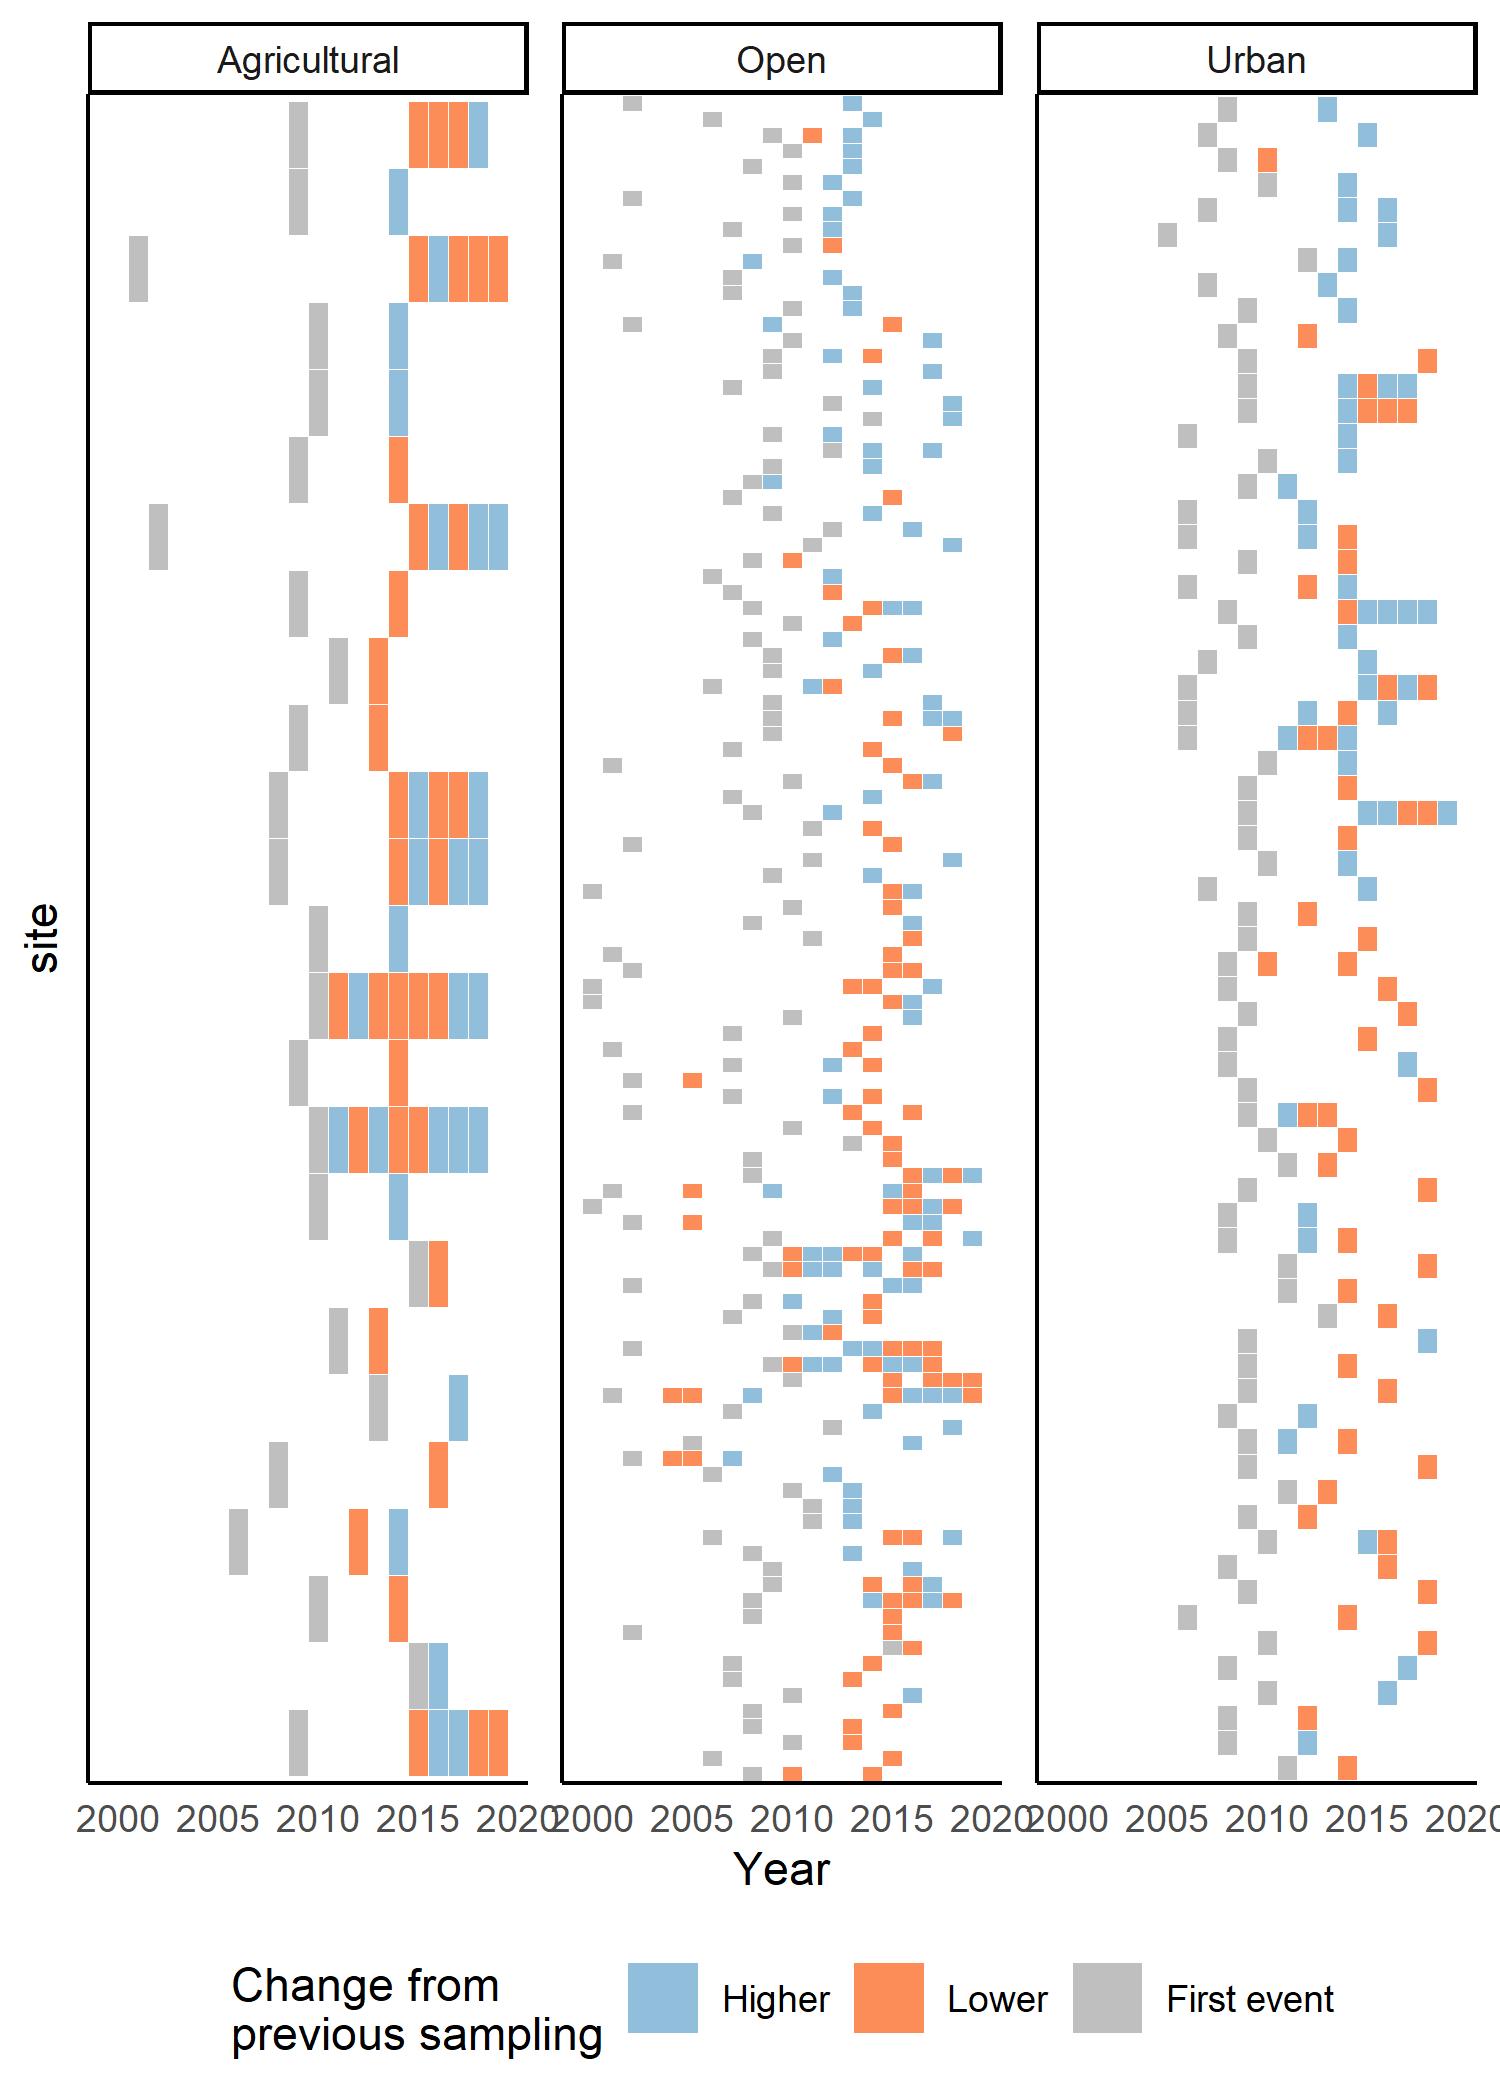 Agricultural Open Urban
site
2000 2005 2010 2015 2020 2000 2005 2010 2015 2020 2000 2005 2010 2015 2020
Year
Change from
previous sampling
Higher Lower First event